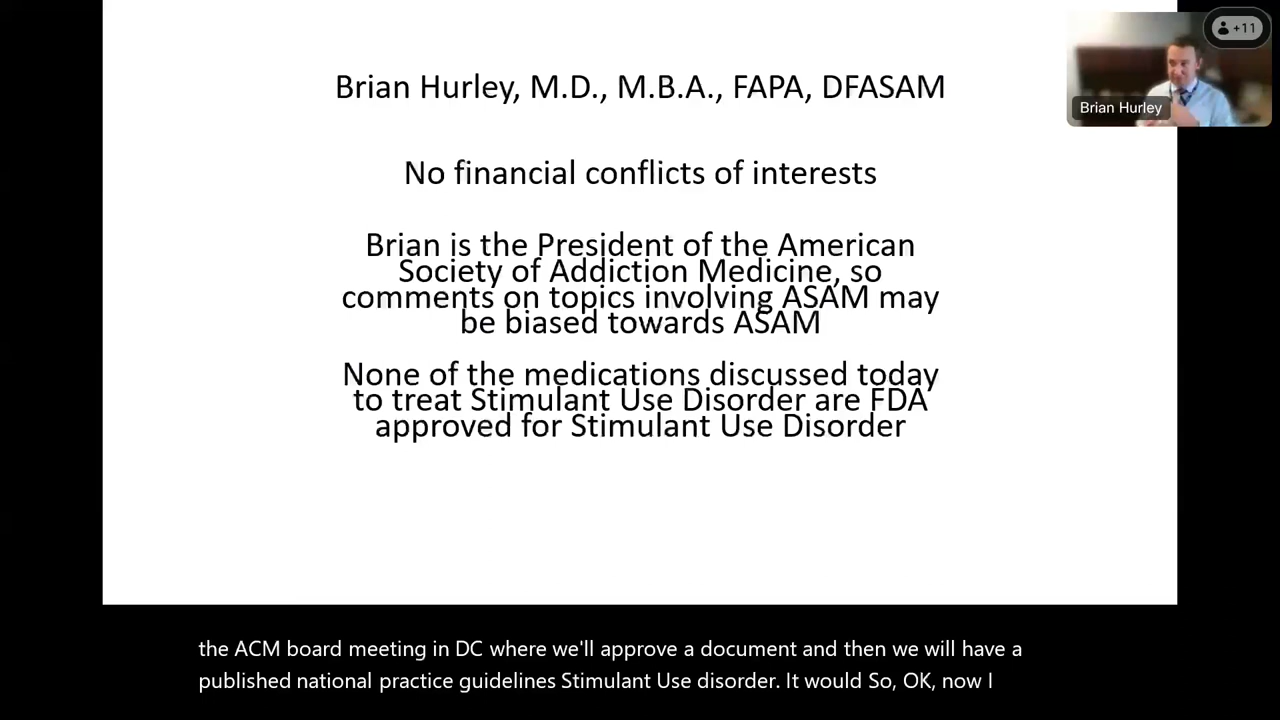 Brian Hurley, M.D., M.B.A., FAPA, DFASAM
+11
Brian Hurley
No financial conflicts of interests
Brian is the President of the American
Society of Addiction Medicine, so
comments on topics involving ASAM may
be biased towards ASAM
None of the medications discussed today
to treat Stimulant Use Disorder are FDA
approved for Stimulant Use Disorder
the ACM board meeting in DC where we'll approve a document and then we will have a
published national practice guidelines Stimulant Use disorder. It would So, OK, now I